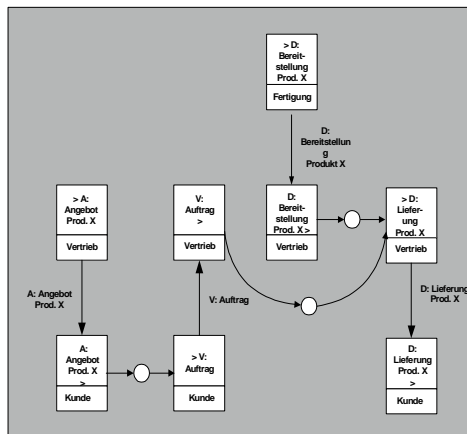 > D:
Bereit-
stellung
Prod. X
Fertigung
D:
Bereitstellun
g
Produkt X
> A:
Angebot
Prod. X
Vertrieb
V:
Auftrag
>
Vertrieb
D:
Bereit-
stellung
Prod. X >
Vertrieb
> D:
Liefer-
ung
Prod. X
Vertrieb
A: Angebot
Prod. X
V: Auftrag
D: Lieferung
Prod. X
A:
Angebot
Prod. X
>
Kunde
> V:
Auftrag
Kunde
D:
Lieferung
Prod. X
>
Kunde